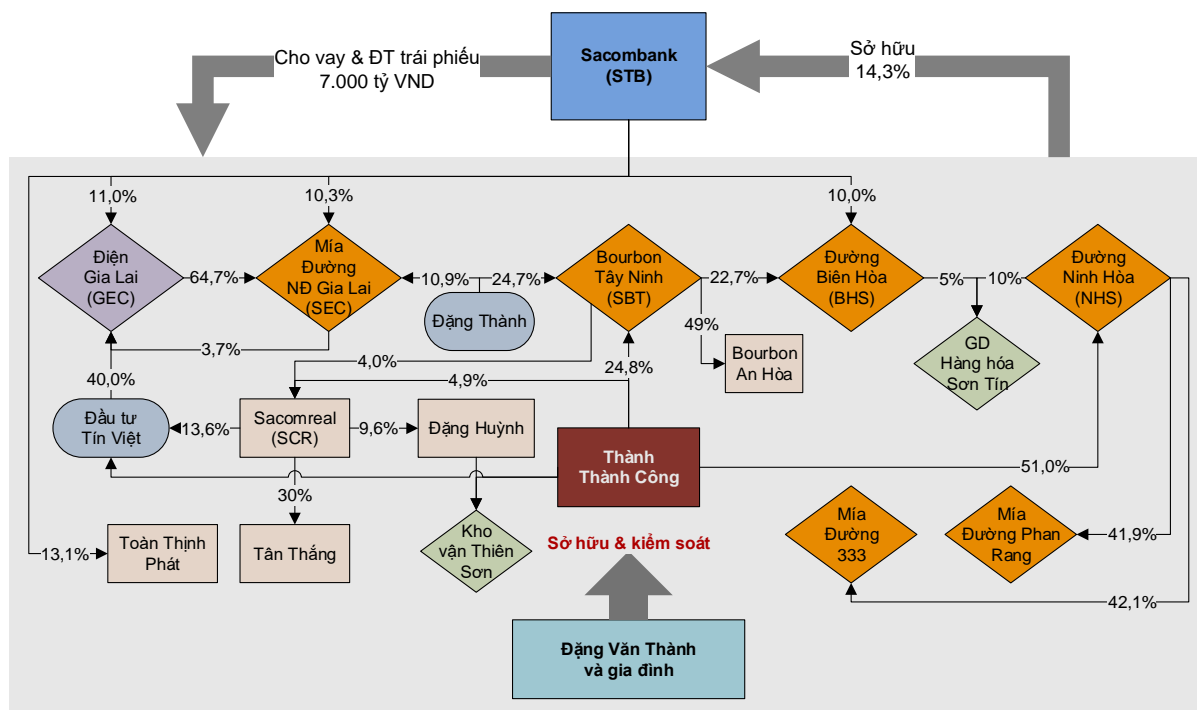 Cho vay & ĐT trái phiếu
7.000 tỷ VND
Sacombank
(STB)
Sở hữu
14,3%
11,0%
10,3%
10,0%
Điện
Gia Lai
(GEC)
64,7%
Mía
Đường
NĐ Gia Lai
(SEC)
10,9%
24,7%
Bourbon
Tây Ninh
(SBT)
22,7%
Đường
Biên Hòa
(BHS)
5%
10%
Đường
Ninh Hòa
(NHS)
Đặng Thành
49%
Bourbon
An Hòa
GD
Hàng hóa
Sơn Tín
3,7%
4,0%
24,8%
40,0%
4,9%
Đầu tư
Tín Việt
13,6%
Sacomreal
(SCR)
9,6%
Đặng Huỳnh
Thành
Thành Công
51,0%
30%
13,1%
Toàn Thịnh
Phát
Tân Thắng
Kho
vận Thiên
Sơn
Sở hữu & kiểm soát
Mía
Đường
333
Mía
Đường Phan
Rang
41,9%
42,1%
Đặng Văn Thành
và gia đình